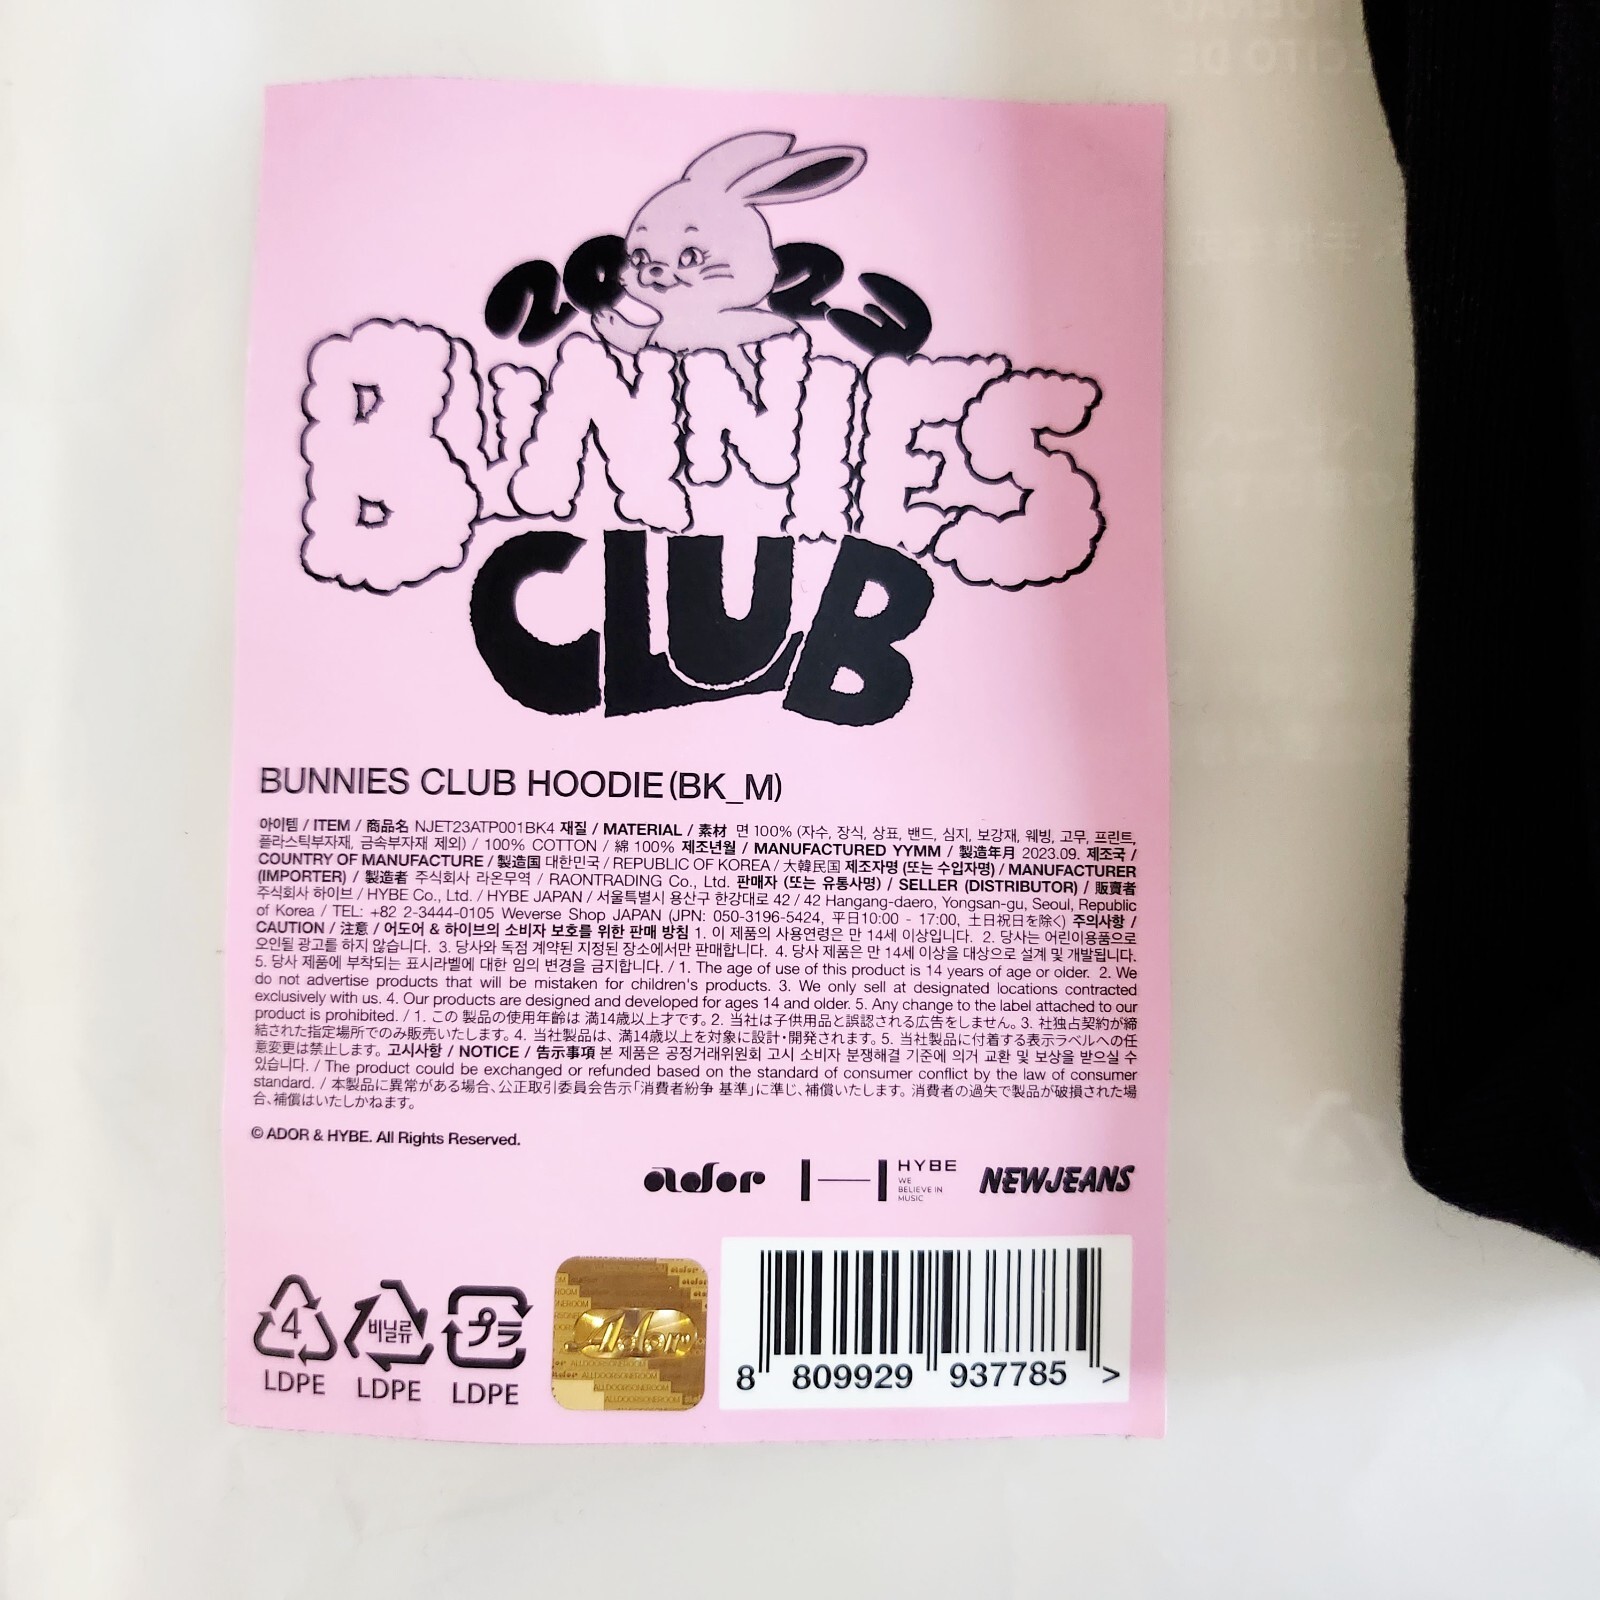 2023
BUNNIES
CLUB
BUNNIES CLUB HOODIE(BK_M)
아이템 / ITEM / 商品名 NJET23ATP001BK4 재질 / MATERIAL / 素材 면 100% (자수, 장식, 상표, 밴드, 심지, 보강재, 웨빙, 고무, 프린트,
플라스틱부자재, 금속부자재 제외) / 100% COTTON / 綿 100% 제조년월 / MANUFACTURED YYMM / 製造年月 2023.09. 제조국 /
COUNTRY OF MANUFACTURE / 製造国 대한민국 / REPUBLIC OF KOREA / 大韓民国 제조자명 (또는 수입자명) / MANUFACTURER
(IMPORTER) / 製造者 주식회사 라온무역 / RAONTRADING Co., Ltd. 판매자 (또는 유통사명) / SELLER (DISTRIBUTOR) / 販賣者
주식회사 하이브 / HYBE Co., Ltd. / HYBE JAPAN / 서울특별시 용산구 한강대로 42 / 42 Hangang-daero, Yongsan-gu, Seoul, Republic
of Korea / TEL: +82 2-3444-0105 Weverse Shop JAPAN (JPN: 050-3196-5424, 平日10:00 - 17:00, 土日祝日を除く) 주의사항 /
CAUTION / 注意 / 어도어 & 하이브의 소비자 보호를 위한 판매 방침 1. 이 제품의 사용연령은 만 14세 이상입니다. 2. 당사는 어린이용품으로
오인될 광고를 하지 않습니다. 3. 당사와 독점 계약된 지정된 장소에서만 판매합니다. 4. 당사 제품은 만 14세 이상을 대상으로 설계 및 개발됩니다.
5. 당사 제품에 부착되는 표시라벨에 대한 임의 변경을 금지합니다. / 1. The age of use of this product is 14 years of age or older. 2. We
do not advertise products that will be mistaken for children's products. 3. We only sell at designated locations contracted
exclusively with us. 4. Our products are designed and developed for ages 14 and older. 5. Any change to the label attached to our
product is prohibited. / 1. この 製品の使用年齢は 満14歳以上才です。2. 当社は子供用品と誤認される広告をしません。3. 社独占契約が締
結された指定場所でのみ販売いたします。4. 当社製品は、満14歳以上を対象に設計・開発されます。5. 当社製品に付着する表示ラベルへの任
意変更は禁止します。 고시사항 / NOTICE / 告示事項 본 제품은 공정거래위원회 고시 소비자 분쟁해결 기준에 의거 교환 및 보상을 받으실 수
있습니다. / The product could be exchanged or refunded based on the standard of consumer conflict by the law of consumer
standard. / 本製品に異常がある場合、公正取引委員会告示「消費者紛争 基準」に準じ、補償いたします。消費者の過失で製品が破損された場
合、補償はいたしかねます。
© ADOR & HYBE. All Rights Reserved.
ador HYBE NEWJEANS
WE
BELIEVE IN
MUSIC
4 비닐류 プラ
LDPE LDPE LDPE
Ador
ALLDOORSONEROOM
8 809929 937785 >